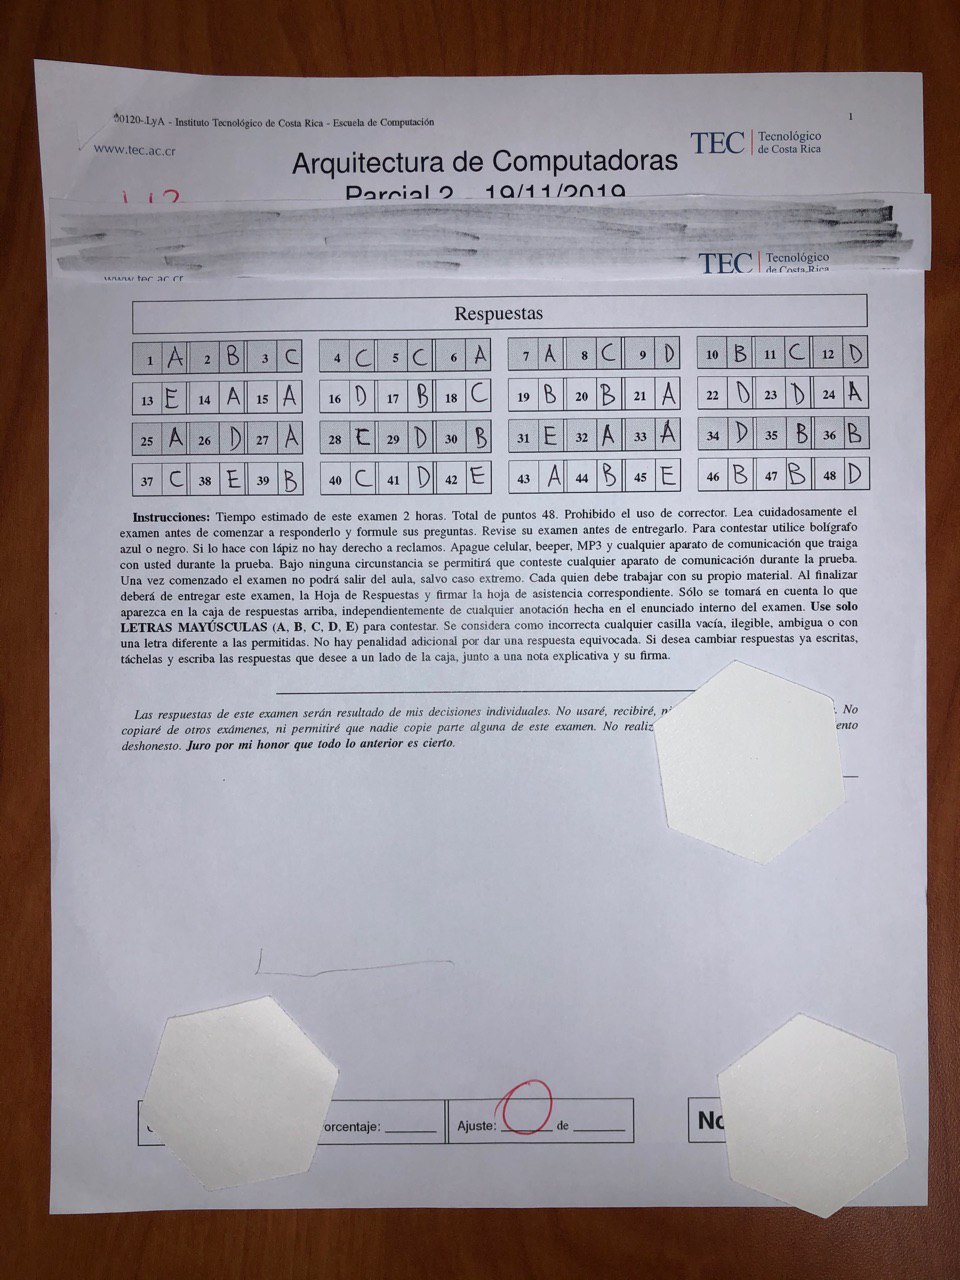 00120-LyA - Instituto Tecnológico de Costa Rica - Escuela de Computación
1
www.tec.ac.cr
TEC | Tecnológico
de Costa Rica
Arquitectura de Computadoras
Parcial 2 - 19/11/2019
TEC | Tecnológico
de Costa Rica
www.tec.ac.cr
Respuestas
1 A 2 B 3 C 4 C 5 C 6 A 7 A 8 C 9 D 10 B 11 C 12 D
13 E 14 A 15 A 16 D 17 B 18 C 19 B 20 B 21 A 22 D 23 D 24 A
25 A 26 D 27 A 28 E 29 D 30 B 31 E 32 A 33 A 34 D 35 B 36 B
37 C 38 E 39 B 40 C 41 D 42 E 43 A 44 B 45 E 46 B 47 B 48 D
Instrucciones: Tiempo estimado de este examen 2 horas. Total de puntos 48. Prohibido el uso de corrector. Lea cuidadosamente el
examen antes de comenzar a responderlo y formule sus preguntas. Revise su examen antes de entregarlo. Para contestar utilice bolígrafo
azul o negro. Si lo hace con lápiz no hay derecho a reclamos. Apague celular, beeper, MP3 y cualquier aparato de comunicación que traiga
con usted durante la prueba. Bajo ninguna circunstancia se permitirá que conteste cualquier aparato de comunicación durante la prueba.
Una vez comenzado el examen no podrá salir del aula, salvo caso extremo. Cada quien debe trabajar con su propio material. Al finalizar
deberá de entregar este examen, la Hoja de Respuestas y firmar la hoja de asistencia correspondiente. Sólo se tomará en cuenta lo que
aparezca en la caja de respuestas arriba, independientemente de cualquier anotación hecha en el enunciado interno del examen. Use solo
LETRAS MAYÚSCULAS (A, B, C, D, E) para contestar. Se considera como incorrecta cualquier casilla vacía, ilegible, ambigua o con
una letra diferente a las permitidas. No hay penalidad adicional por dar una respuesta equivocada. Si desea cambiar respuestas ya escritas,
táchelas y escriba las respuestas que desee a un lado de la caja, junto a una nota explicativa y su firma.
Las respuestas de este examen serán resultado de mis decisiones individuales. No usaré, recibiré, No
copiaré de otros exámenes, ni permitiré que nadie copie parte alguna de este examen. No realiz ento
deshonesto. Juro por mi honor que todo lo anterior es cierto.
orcentaje: Ajuste: 0 de No